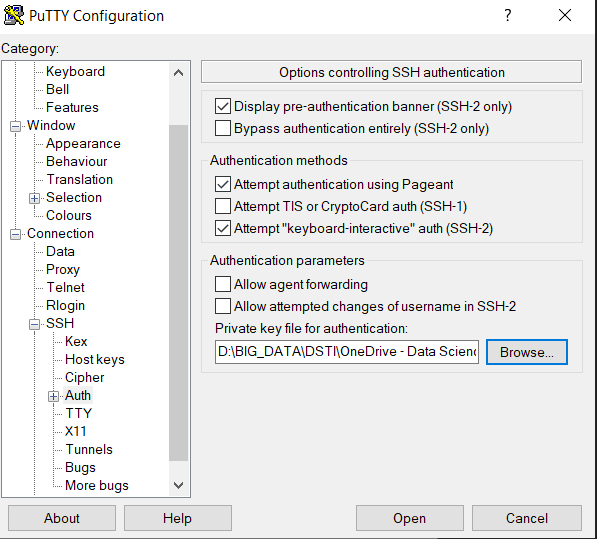 PuTTY Configuration
?
Category:
Keyboard
Bell
Features
Window
Appearance
Behaviour
Translation
Selection
Colours
Connection
Data
Proxy
Telnet
Rlogin
SSH
Kex
Host keys
Cipher
Auth
TTY
X11
Tunnels
Bugs
More bugs
Options controlling SSH authentication
Display pre-authentication banner (SSH-2 only)
Bypass authentication entirely (SSH-2 only)
Authentication methods
Attempt authentication using Pageant
Attempt TIS or CryptoCard auth (SSH-1)
Attempt "keyboard-interactive" auth (SSH-2)
Authentication parameters
Allow agent forwarding
Allow attempted changes of username in SSH-2
Private key file for authentication:
D:\BIG_DATA\DSTI\OneDrive - Data Scienc
Browse...
About
Help
Open
Cancel